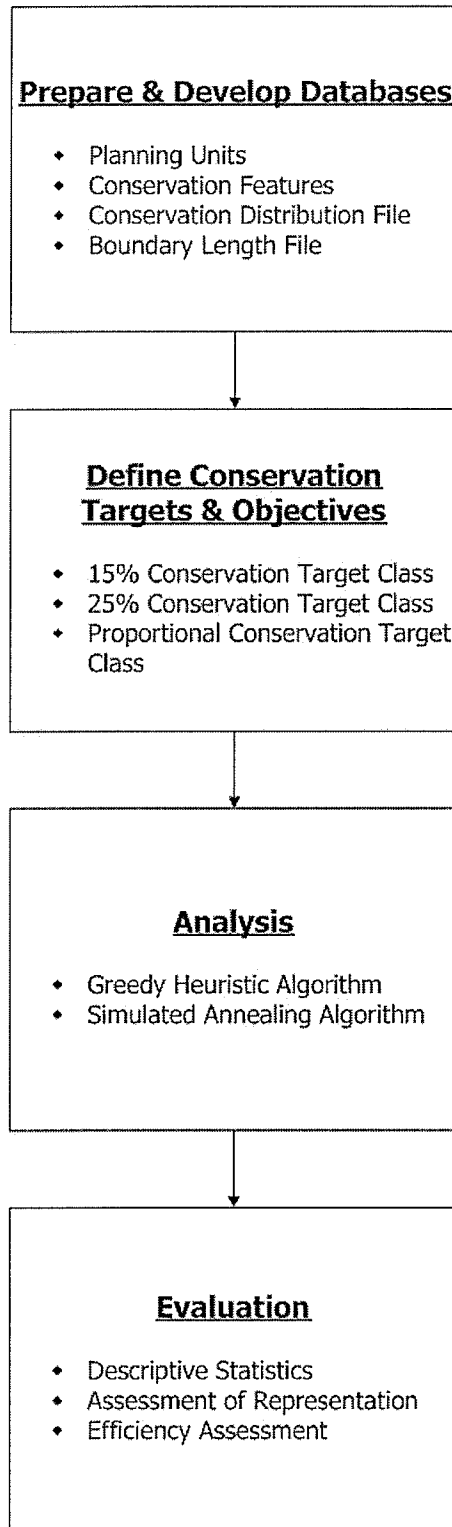 Prepare & Develop Databases
◆ Planning Units
◆ Conservation Features
◆ Conservation Distribution File
◆ Boundary Length File
Define Conservation
Targets & Objectives
◆ 15% Conservation Target Class
◆ 25% Conservation Target Class
◆ Proportional Conservation Target
Class
Analysis
◆ Greedy Heuristic Algorithm
◆ Simulated Annealing Algorithm
Evaluation
◆ Descriptive Statistics
◆ Assessment of Representation
◆ Efficiency Assessment